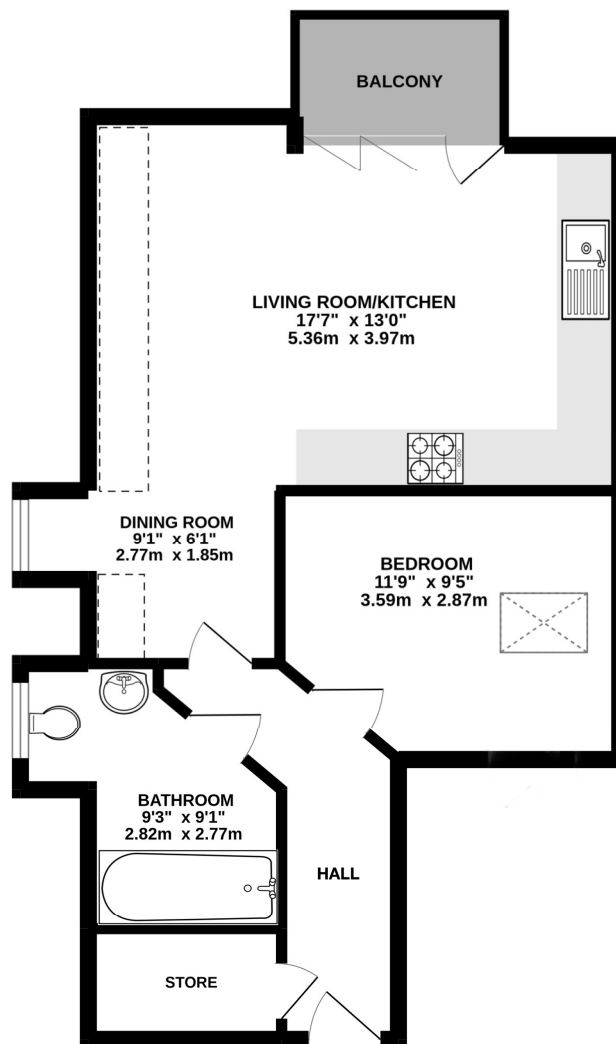 BALCONY
LIVING ROOM/KITCHEN
17'7" x 13'0"
5.36m x 3.97m
DINING ROOM
9'1" x 6'1"
2.77m x 1.85m
BEDROOM
11'9" x 9'5"
3.59m x 2.87m
BATHROOM
9'3" x 9'1"
2.82m x 2.77m
HALL
STORE